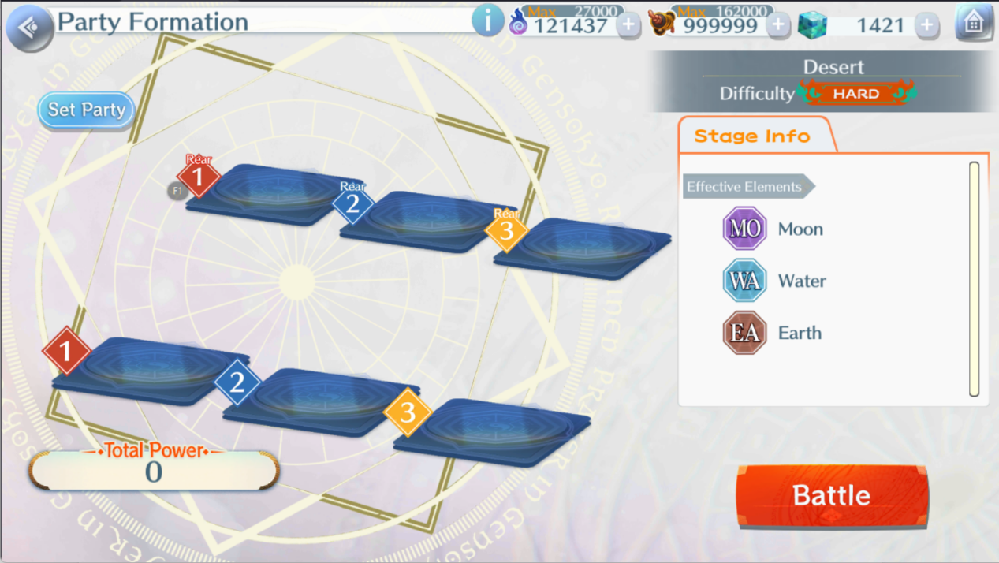 Party Formation
i
Max 27000
121437
+
Max 162000
999999
+
1421
+
Desert
Difficulty HARD
Set Party
Stage Info
Effective Elements
MO Moon
WA Water
EA Earth
Rear
1
F1
Rear
2
Rear
3
1
2
3
Total Power
0
Battle